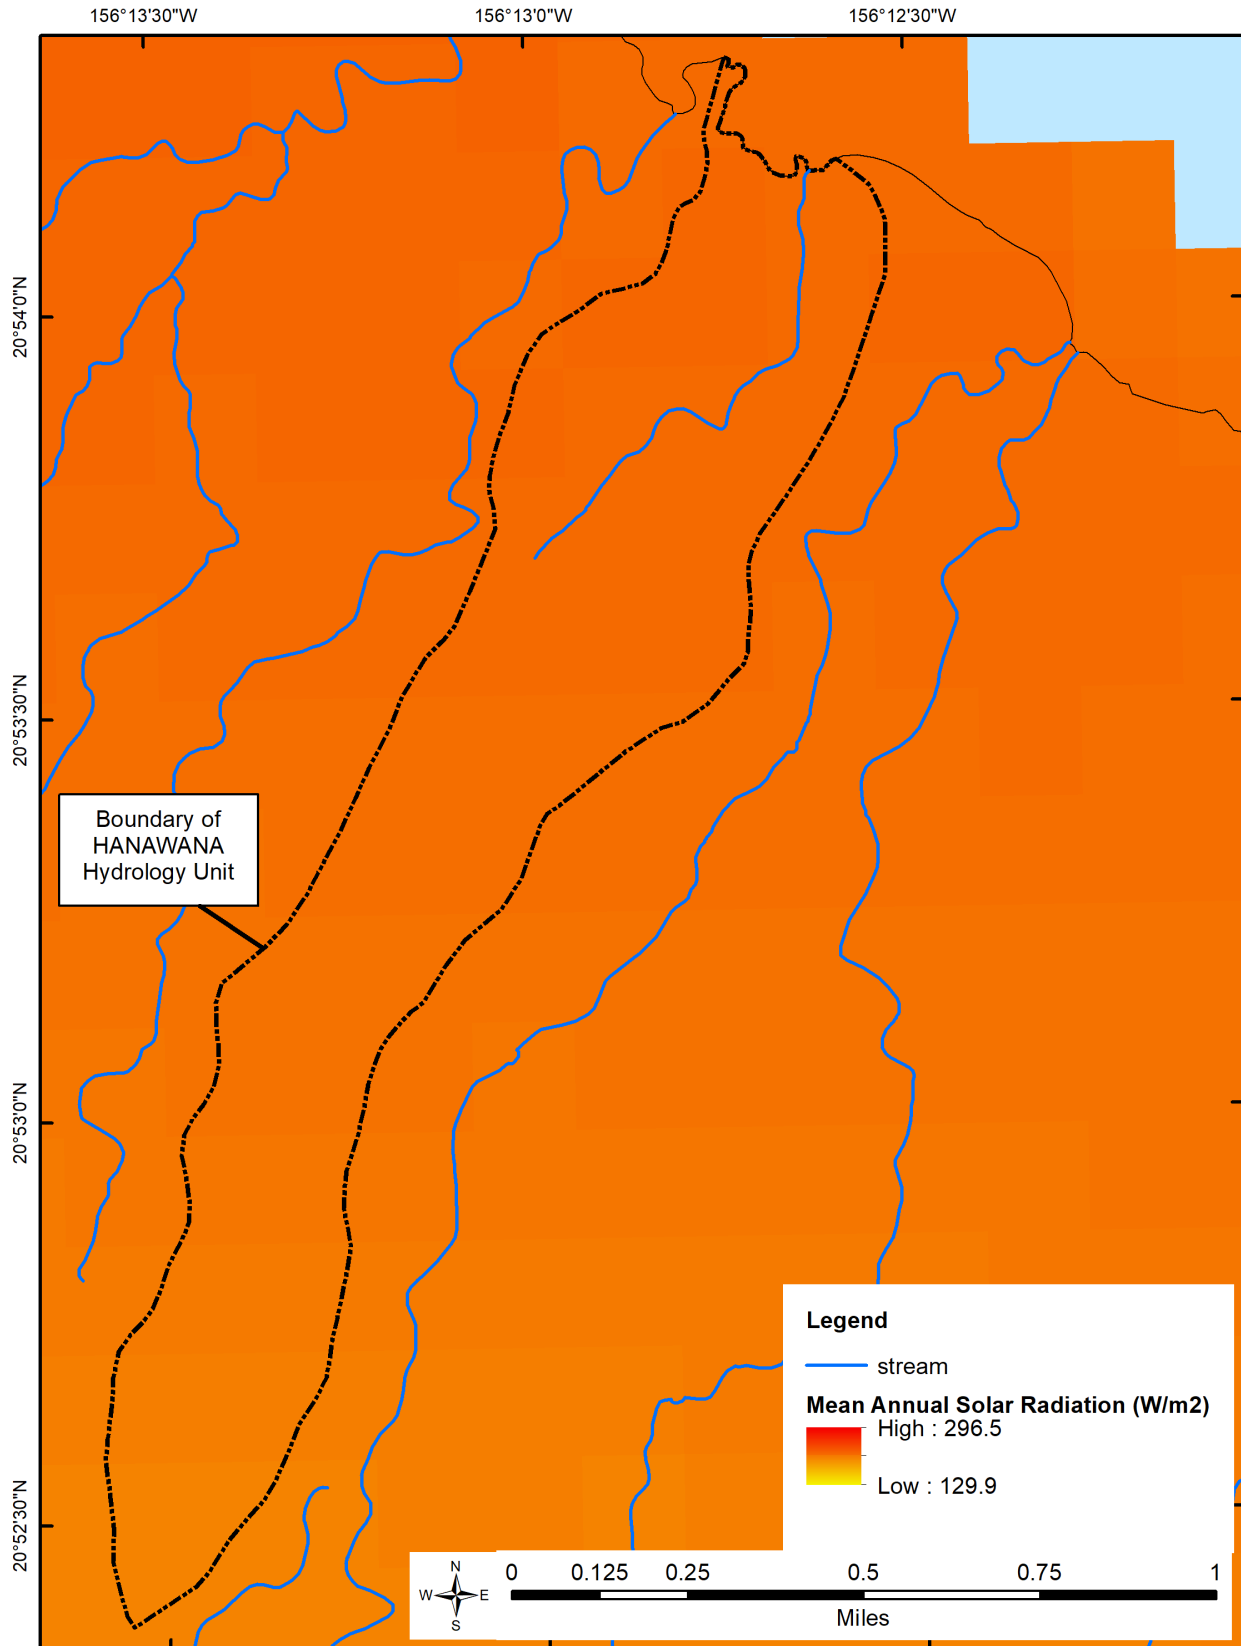 156°13'30"W
156°13'0"W
156°12'30"W
20°54'0"N
20°53'30"N
20°53'0"N
20°52'30"N
Boundary of
HANAWANA
Hydrology Unit
Legend
stream
Mean Annual Solar Radiation (W/m2)
High : 296.5
Low : 129.9
N
W
E
S
0 0.125 0.25 0.5 0.75 1
Miles